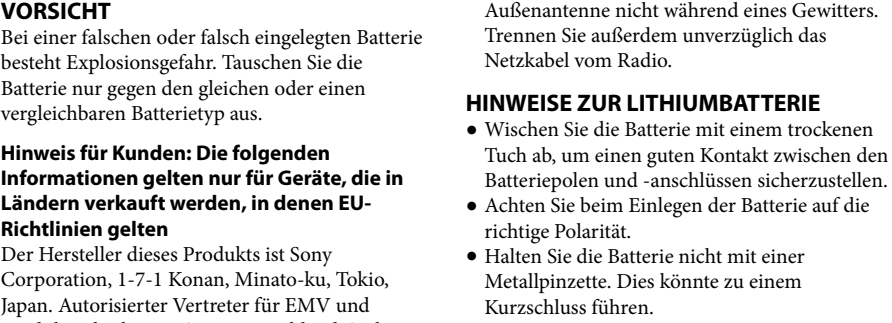 VORSICHT
Bei einer falschen oder falsch eingelegten Batterie
besteht Explosionsgefahr. Tauschen Sie die
Batterie nur gegen den gleichen oder einen
vergleichbaren Batterietyp aus.
Hinweis für Kunden: Die folgenden
Informationen gelten nur für Geräte, die in
Ländern verkauft werden, in denen EU-
Richtlinien gelten
Der Hersteller dieses Produkts ist Sony
Corporation, 1-7-1 Konan, Minato-ku, Tokio,
Japan. Autorisierter Vertreter für EMV und
Außenantenne nicht während eines Gewitters.
Trennen Sie außerdem unverzüglich das
Netzkabel vom Radio.
HINWEISE ZUR LITHIUMBATTERIE
● Wischen Sie die Batterie mit einem trockenen
Tuch ab, um einen guten Kontakt zwischen den
Batteriepolen und -anschlüssen sicherzustellen.
● Achten Sie beim Einlegen der Batterie auf die
richtige Polarität.
● Halten Sie die Batterie nicht mit einer
Metallpinzette. Dies könnte zu einem
Kurzschluss führen.